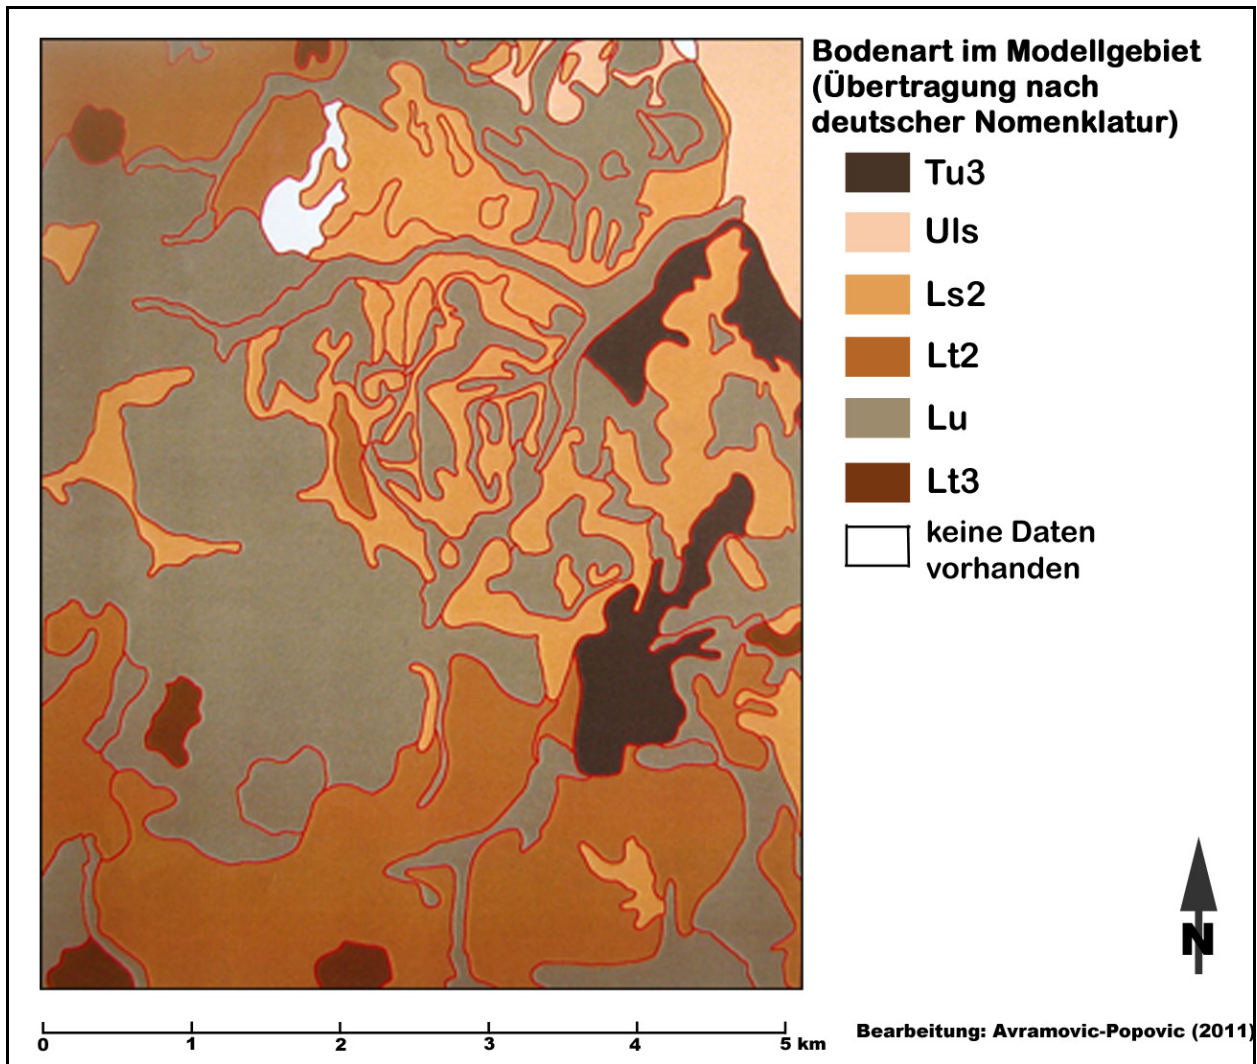 Bodenart im Modellgebiet
(Übertragung nach
deutscher Nomenklatur)
Tu3
Uls
Ls2
Lt2
Lu
Lt3
keine Daten
vorhanden
N
0 1 2 3 4 5 km
Bearbeitung: Avramovic-Popovic (2011)